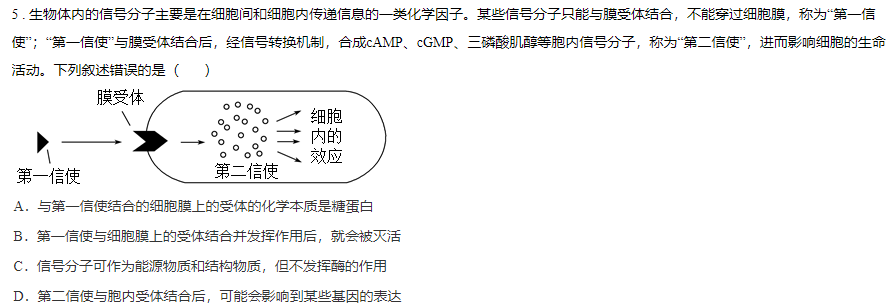 5．生物体内的信号分子主要是在细胞间和细胞内传递信息的一类化学因子。某些信号分子只能与膜受体结合，不能穿过细胞膜，称为“第一信
使”；“第一信使”与膜受体结合后，经信号转换机制，合成cAMP、cGMP、三磷酸肌醇等胞内信号分子，称为“第二信使”，进而影响细胞的生命
活动。下列叙述错误的是（　　）
膜受体
细胞
内的
效应
第一信使
第二信使
A．与第一信使结合的细胞膜上的受体的化学本质是糖蛋白
B．第一信使与细胞膜上的受体结合并发挥作用后，就会被灭活
C．信号分子可作为能源物质和结构物质，但不发挥酶的作用
D．第二信使与胞内受体结合后，可能会影响到某些基因的表达